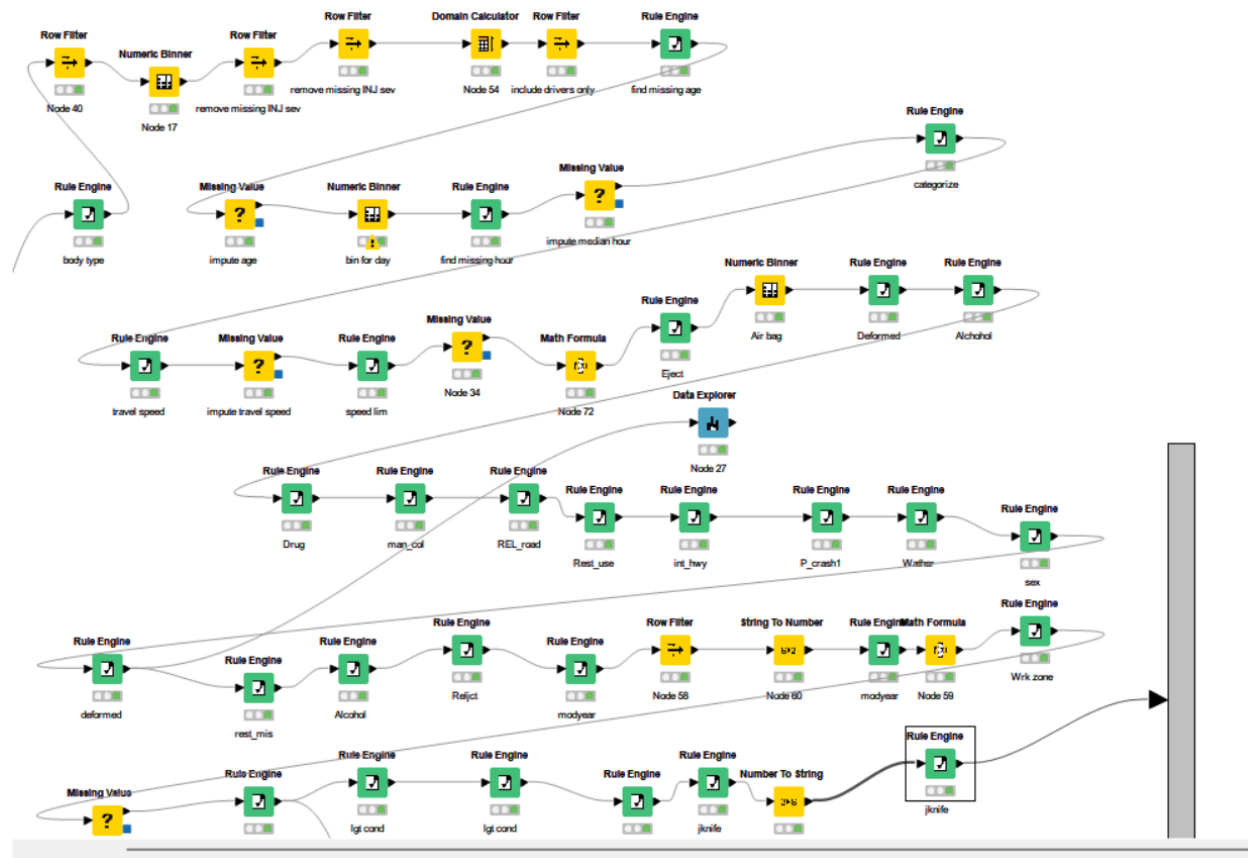 Row Filter
Numeric Binner
Row Filter
Row Filter
Domain Calculator
Row Filter
Rule Engine
Node 40
Node 17
remove missing INJ sev
remove missing INJ sev
Node 54
include drivers only
find missing age
Rule Engine
categorize
Rule Engine
Missing Value
Numeric Binner
Rule Engine
Missing Value
body type
impute age
bin for day
find missing hour
impute median hour
Rule Engine
Missing Value
Rule Engine
Missing Value
Math Formula
Rule Engine
Numeric Binner
Rule Engine
Rule Engine
travel speed
impute travel speed
speed lim
Node 34
Node 72
Eject
Air bag
Deformed
Alchohol
Data Explorer
Node 27
Rule Engine
Rule Engine
Rule Engine
Rule Engine
Rule Engine
Rule Engine
Rule Engine
Rule Engine
Drug
man_col
REL_road
Rest_use
int_hwy
P_crash1
Wather
sex
Rule Engine
Rule Engine
Rule Engine
Rule Engine
Rule Engine
Row Filter
String To Number
Rule Engine
Math Formula
Rule Engine
deformed
rest_mis
Alcohol
Reljct
modyear
Node 56
S›2
Node 60
modyear
Node 59
Wrk zone
Missing Value
Rule Engine
Rule Engine
Rule Engine
Rule Engine
Rule Engine
Number To String
Rule Engine
lgt cond
lgt cond
jknife
2›S
jknife